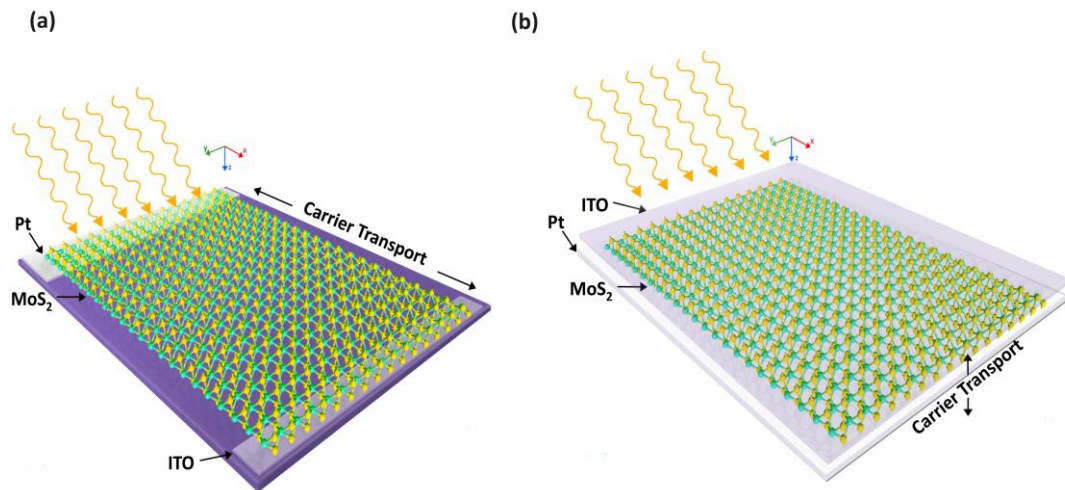 (a)
y
x
z
Pt
MoS₂
Carrier Transport
ITO
(b)
y
x
z
ITO
Pt
MoS₂
Carrier Transport